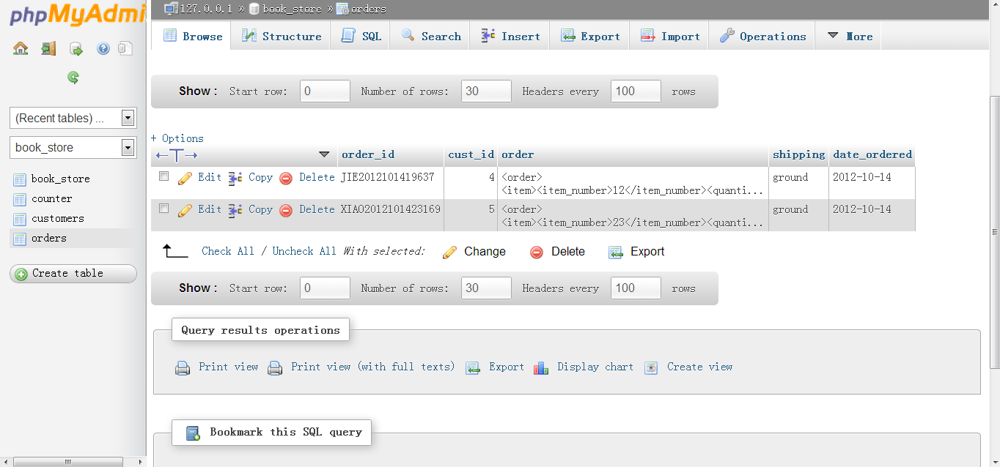 phpMyAdmi
127.0.0.1 » book_store » orders
Browse Structure SQL Search Insert Export Import Operations More
(Recent tables) ...
book_store
book_store
counter
customers
orders
Create table
Show : Start row: 0 Number of rows: 30 Headers every 100 rows
+ Options
←T→ order_id cust_id order shipping date_ordered
Edit Copy Delete JIE2012101419637 4 <order> ground 2012-10-14
<item><item_number>12</item_number><quanti...
Edit Copy Delete XIAO2012101423169 5 <order> ground 2012-10-14
<item><item_number>23</item_number><quanti...
Check All / Uncheck All With selected: Change Delete Export
Show : Start row: 0 Number of rows: 30 Headers every 100 rows
Query results operations
Print view Print view (with full texts) Export Display chart Create view
Bookmark this SQL query